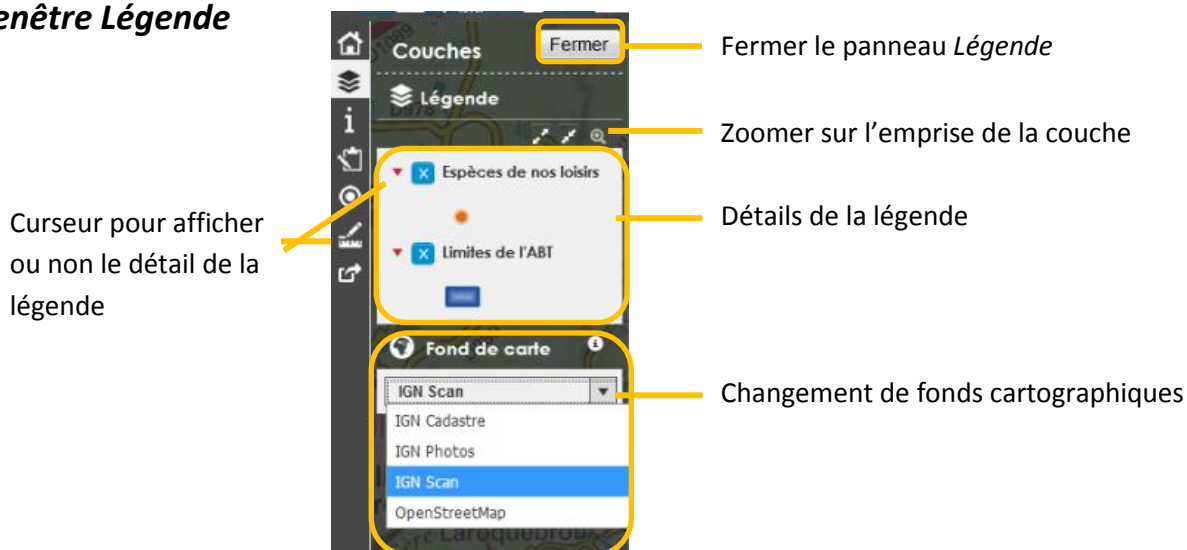 enêtre Légende
Couches
Fermer
Fermer le panneau Légende
Légende
Zoomer sur l'emprise de la couche
Espèces de nos loisirs
Détails de la légende
Curseur pour afficher
ou non le détail de la
légende
Limites de l'ABT
Fond de carte
IGN Scan
Changement de fonds cartographiques
IGN Cadastre
IGN Photos
IGN Scan
OpenStreetMap
Laroquebrou